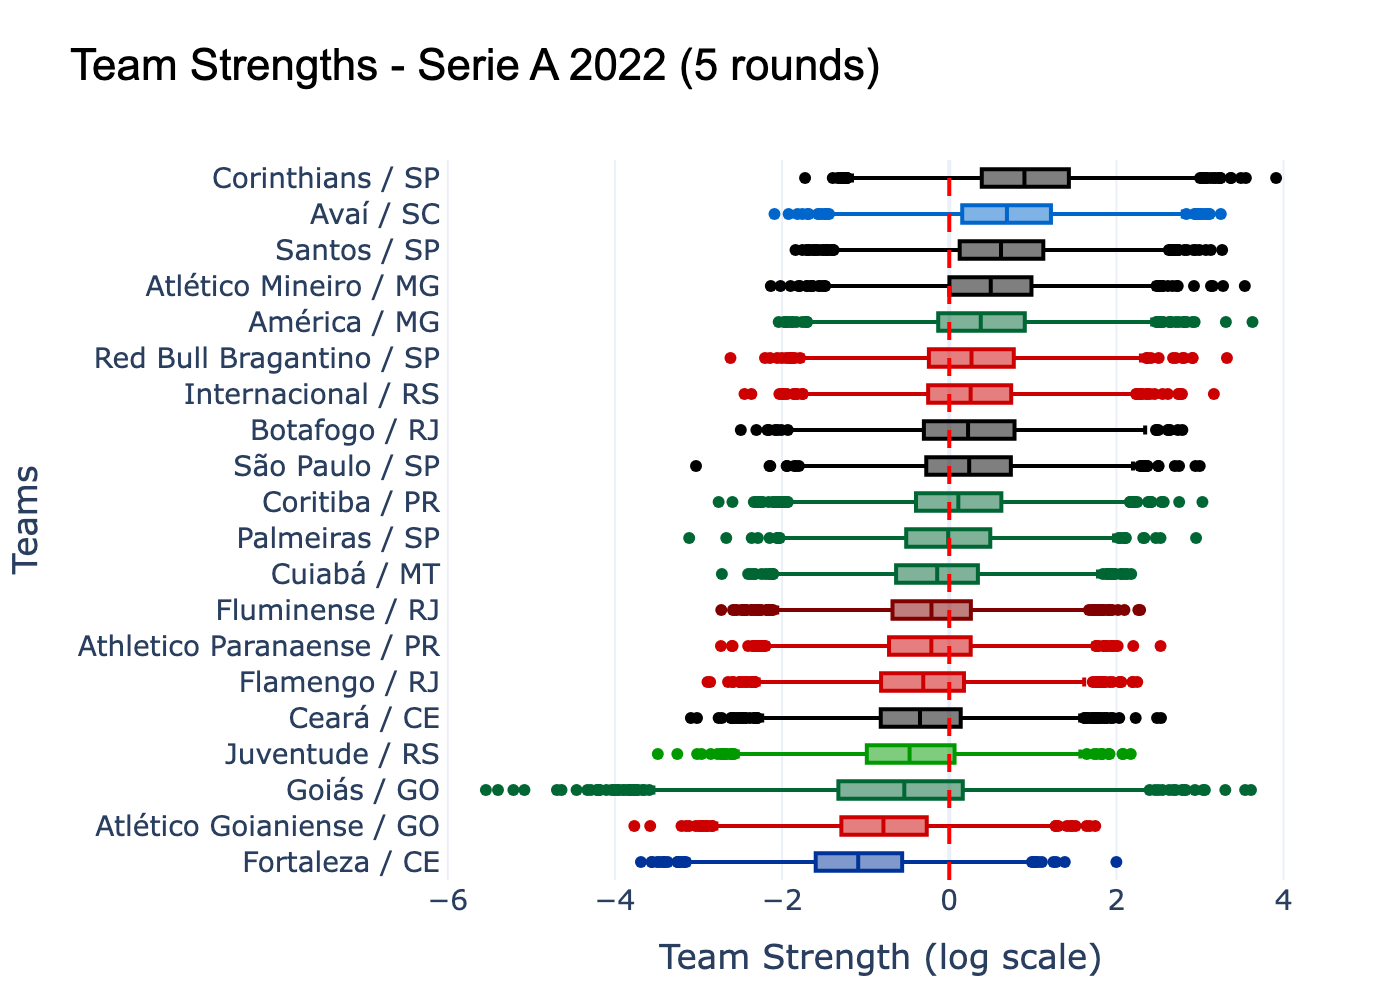 Team Strengths - Serie A 2022 (5 rounds)
Corinthians / SP
Avaí / SC
Santos / SP
Atlético Mineiro / MG
América / MG
Red Bull Bragantino / SP
Internacional / RS
Botafogo / RJ
São Paulo / SP
Coritiba / PR
Palmeiras / SP
Cuiabá / MT
Fluminense / RJ
Athletico Paranaense / PR
Flamengo / RJ
Ceará / CE
Juventude / RS
Goiás / GO
Atlético Goianiense / GO
Fortaleza / CE
Teams
−6 −4 −2 0 2 4
Team Strength (log scale)